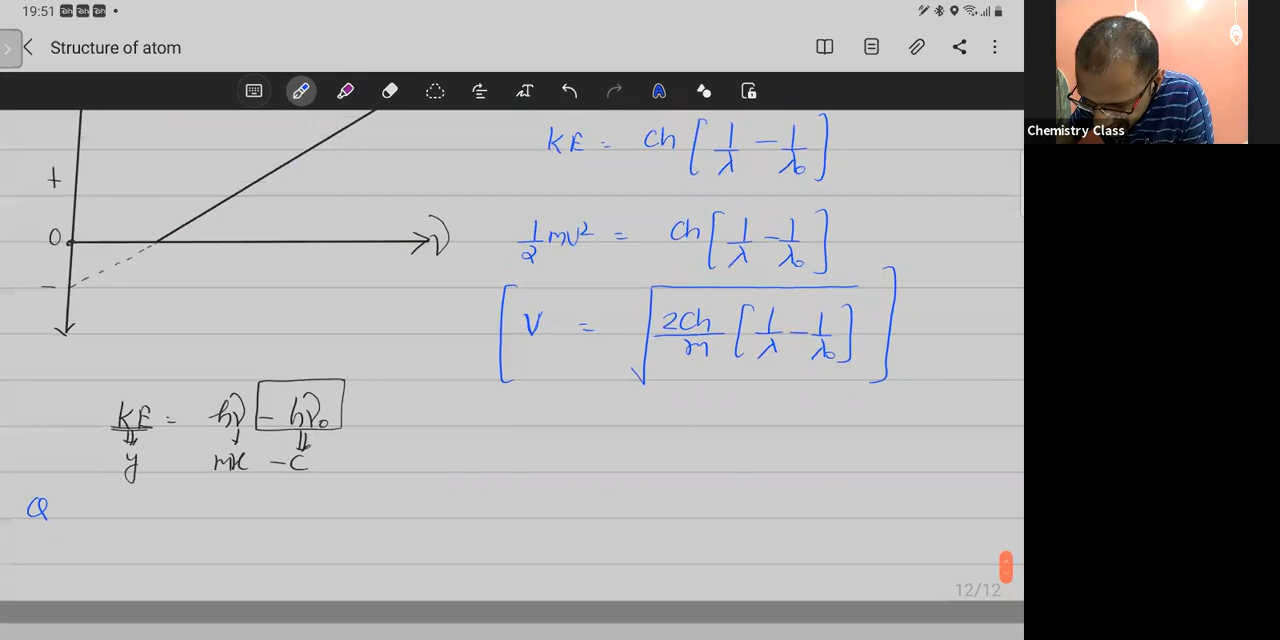 19:51
Structure of atom
Chemistry Class
KE = Ch [ 1/λ − 1/λ₀ ]
+
0
ν
−
1/2 mv² = Ch [ 1/λ − 1/λ₀ ]
[ V = √( 2Ch/m [ 1/λ − 1/λ₀ ] ) ]
KE = hν − hν₀
y mx − c
Q
12/12